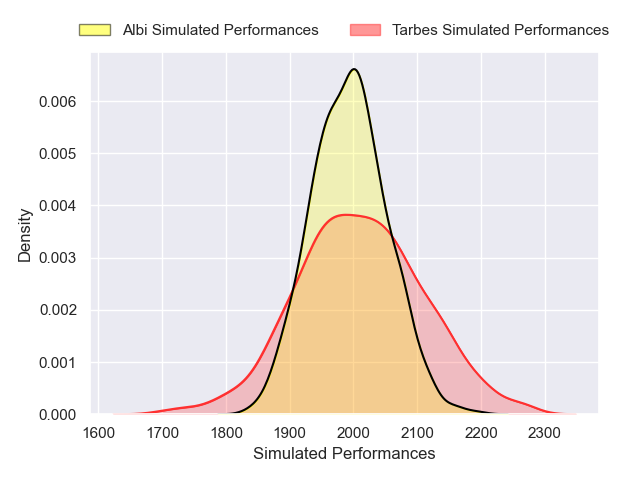 Albi Simulated Performances Tarbes Simulated Performances
0.006
0.005
0.004
0.003
0.002
0.001
0.000
Density
1600 1700 1800 1900 2000 2100 2200 2300
Simulated Performances